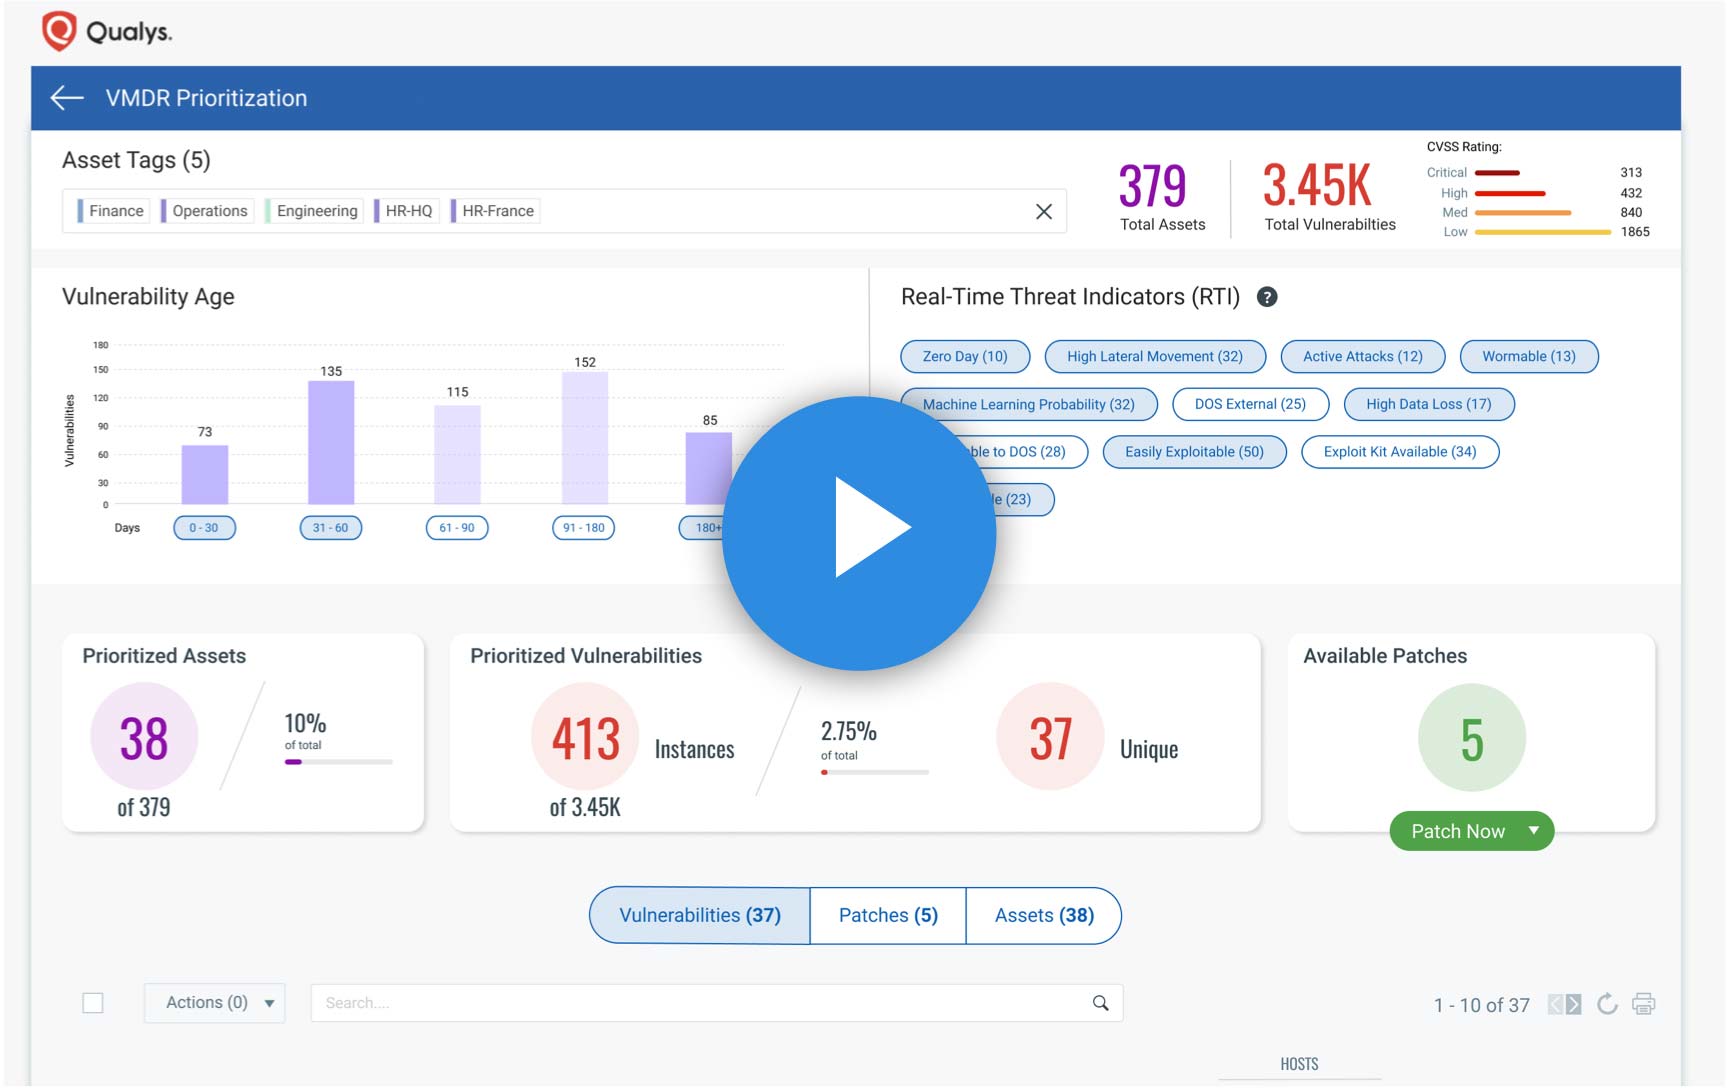 Qualys.
VMDR Prioritization
Asset Tags (5)
Finance
Operations
Engineering
HR-HQ
HR-France
379
Total Assets
3.45K
Total Vulnerabilties
CVSS Rating:
Critical 313
High 432
Med 840
Low 1865
Vulnerability Age
Vulnerabilities
180
150
120
90
60
30
0
73
135
115
152
85
Days
0 - 30
31 - 60
61 - 90
91 - 180
180+
Real-Time Threat Indicators (RTI) ?
Zero Day (10)
High Lateral Movement (32)
Active Attacks (12)
Wormable (13)
Machine Learning Probability (32)
DOS External (25)
High Data Loss (17)
to DOS (28)
Easily Exploitable (50)
Exploit Kit Available (34)
(23)
Prioritized Assets
38
of 379
10%
of total
Prioritized Vulnerabilities
413 Instances
of 3.45K
2.75%
of total
37 Unique
Available Patches
5
Patch Now
Vulnerabilities (37)
Patches (5)
Assets (38)
Actions (0)
Search....
1 - 10 of 37
HOSTS